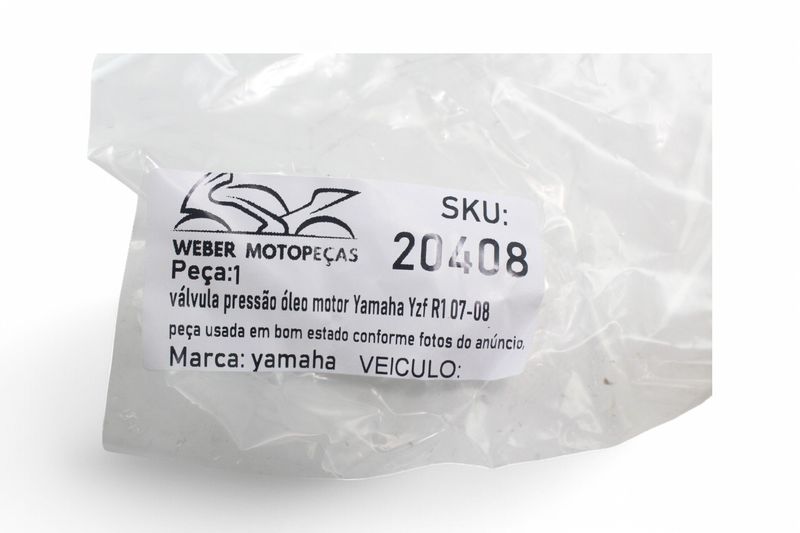 SKU:
20408
WEBER MOTOPEÇAS
Peça:1
válvula pressão óleo motor Yamaha Yzf R1 07-08
peça usada em bom estado conforme fotos do anúncio.
Marca: yamaha VEICULO: